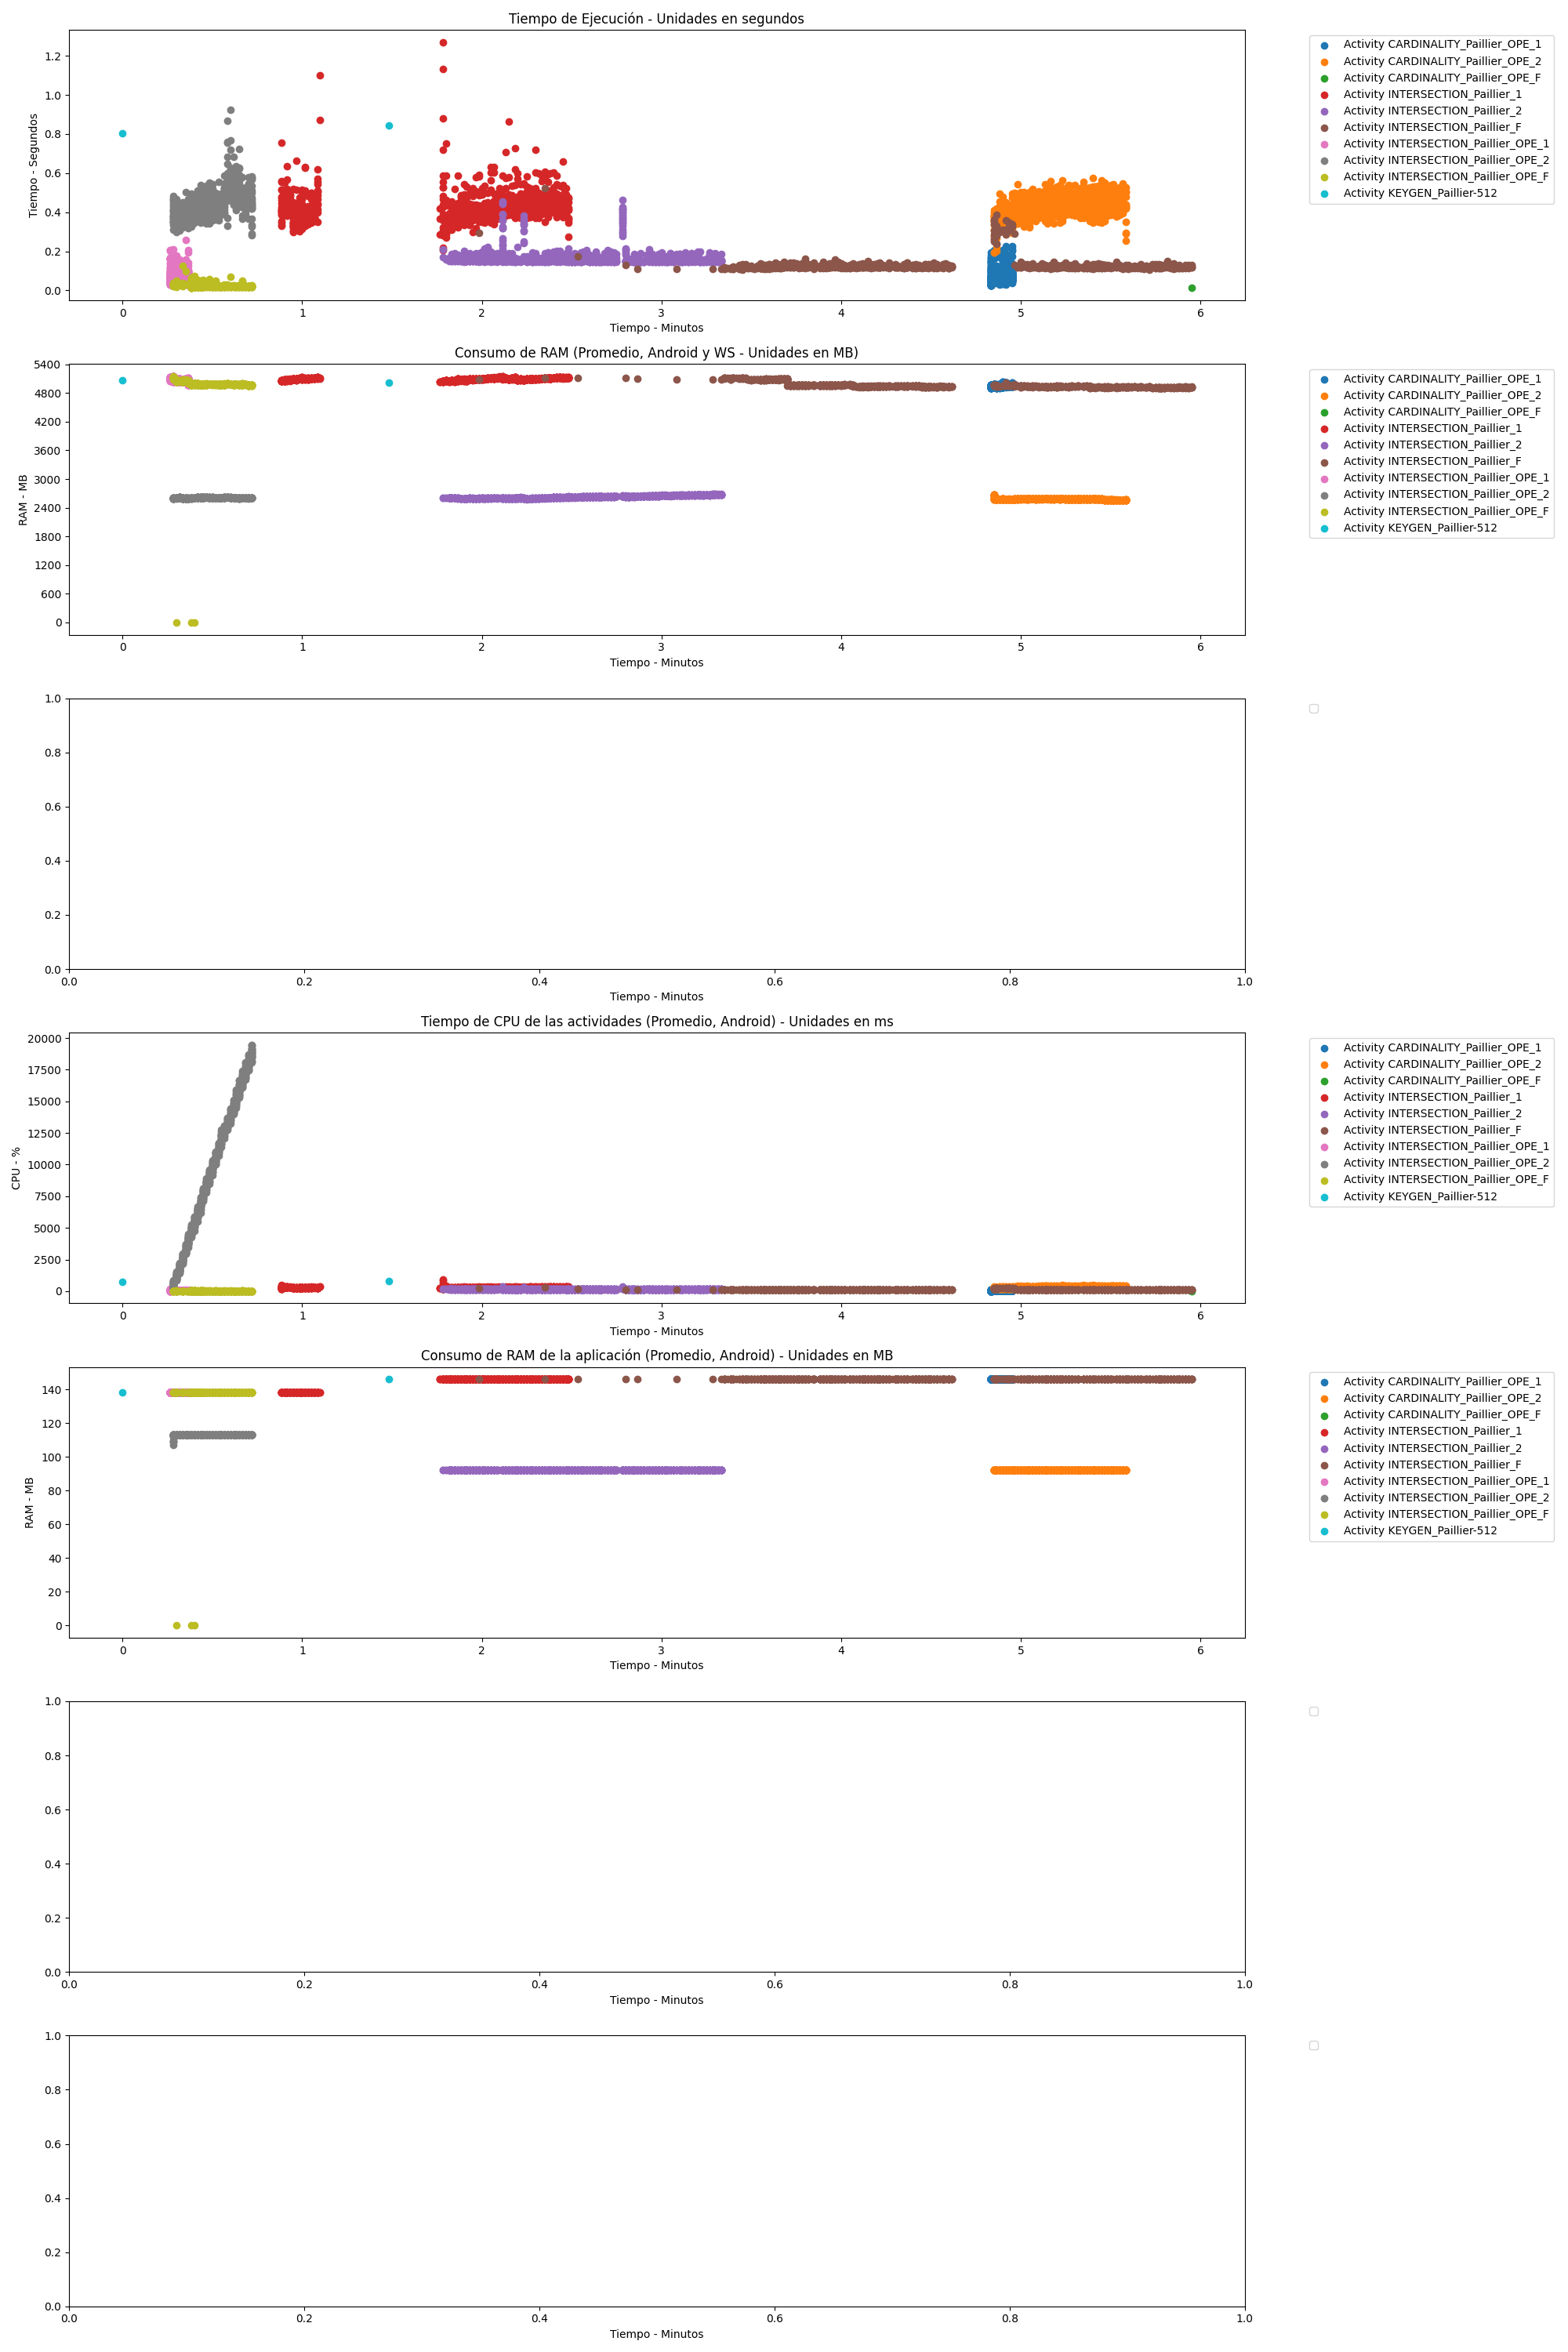 Tiempo de Ejecución - Unidades en segundos
1.2
1.0
0.8
0.6
0.4
0.2
0.0
Tiempo - Segundos
0 1 2 3 4 5 6
Tiempo - Minutos
Activity CARDINALITY_Paillier_OPE_1
Activity CARDINALITY_Paillier_OPE_2
Activity CARDINALITY_Paillier_OPE_F
Activity INTERSECTION_Paillier_1
Activity INTERSECTION_Paillier_2
Activity INTERSECTION_Paillier_F
Activity INTERSECTION_Paillier_OPE_1
Activity INTERSECTION_Paillier_OPE_2
Activity INTERSECTION_Paillier_OPE_F
Activity KEYGEN_Paillier-512
Consumo de RAM (Promedio, Android y WS - Unidades en MB)
5400
4800
4200
3600
3000
2400
1800
1200
600
0
RAM - MB
0 1 2 3 4 5 6
Tiempo - Minutos
Activity CARDINALITY_Paillier_OPE_1
Activity CARDINALITY_Paillier_OPE_2
Activity CARDINALITY_Paillier_OPE_F
Activity INTERSECTION_Paillier_1
Activity INTERSECTION_Paillier_2
Activity INTERSECTION_Paillier_F
Activity INTERSECTION_Paillier_OPE_1
Activity INTERSECTION_Paillier_OPE_2
Activity INTERSECTION_Paillier_OPE_F
Activity KEYGEN_Paillier-512
1.0
0.8
0.6
0.4
0.2
0.0
0.0 0.2 0.4 0.6 0.8 1.0
Tiempo - Minutos
Tiempo de CPU de las actividades (Promedio, Android) - Unidades en ms
20000
17500
15000
12500
10000
7500
5000
2500
0
CPU - %
0 1 2 3 4 5 6
Tiempo - Minutos
Activity CARDINALITY_Paillier_OPE_1
Activity CARDINALITY_Paillier_OPE_2
Activity CARDINALITY_Paillier_OPE_F
Activity INTERSECTION_Paillier_1
Activity INTERSECTION_Paillier_2
Activity INTERSECTION_Paillier_F
Activity INTERSECTION_Paillier_OPE_1
Activity INTERSECTION_Paillier_OPE_2
Activity INTERSECTION_Paillier_OPE_F
Activity KEYGEN_Paillier-512
Consumo de RAM de la aplicación (Promedio, Android) - Unidades en MB
140
120
100
80
60
40
20
0
RAM - MB
0 1 2 3 4 5 6
Tiempo - Minutos
Activity CARDINALITY_Paillier_OPE_1
Activity CARDINALITY_Paillier_OPE_2
Activity CARDINALITY_Paillier_OPE_F
Activity INTERSECTION_Paillier_1
Activity INTERSECTION_Paillier_2
Activity INTERSECTION_Paillier_F
Activity INTERSECTION_Paillier_OPE_1
Activity INTERSECTION_Paillier_OPE_2
Activity INTERSECTION_Paillier_OPE_F
Activity KEYGEN_Paillier-512
1.0
0.8
0.6
0.4
0.2
0.0
0.0 0.2 0.4 0.6 0.8 1.0
Tiempo - Minutos
1.0
0.8
0.6
0.4
0.2
0.0
0.0 0.2 0.4 0.6 0.8 1.0
Tiempo - Minutos